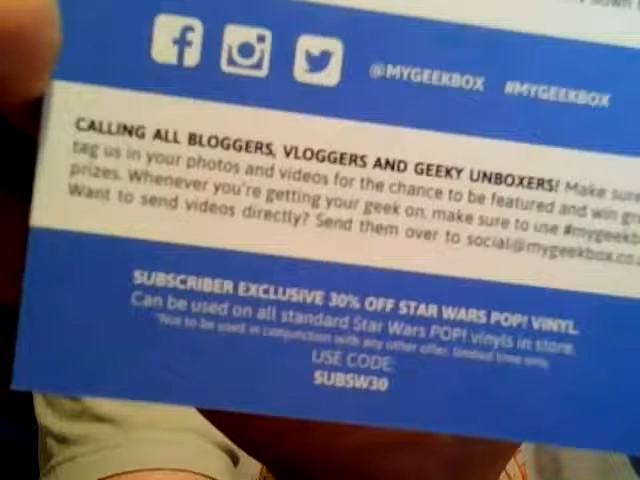 @MYGEEKBOX #MYGEEKBOX
CALLING ALL BLOGGERS, VLOGGERS AND GEEKY UNBOXERS! Make sure
tag us in your photos and videos for the chance to be featured and win
prizes. Whenever you're getting your geek on, make sure to use #mygeekb
Want to send videos directly? Send them over to social@mygeekbox.co
SUBSCRIBER EXCLUSIVE 30% OFF STAR WARS POP! VINYL
Can be used on all standard Star Wars POP! vinyls in store.
*Not to be used in conjunction with any other offer, limited time only.
USE CODE:
SUBSW30